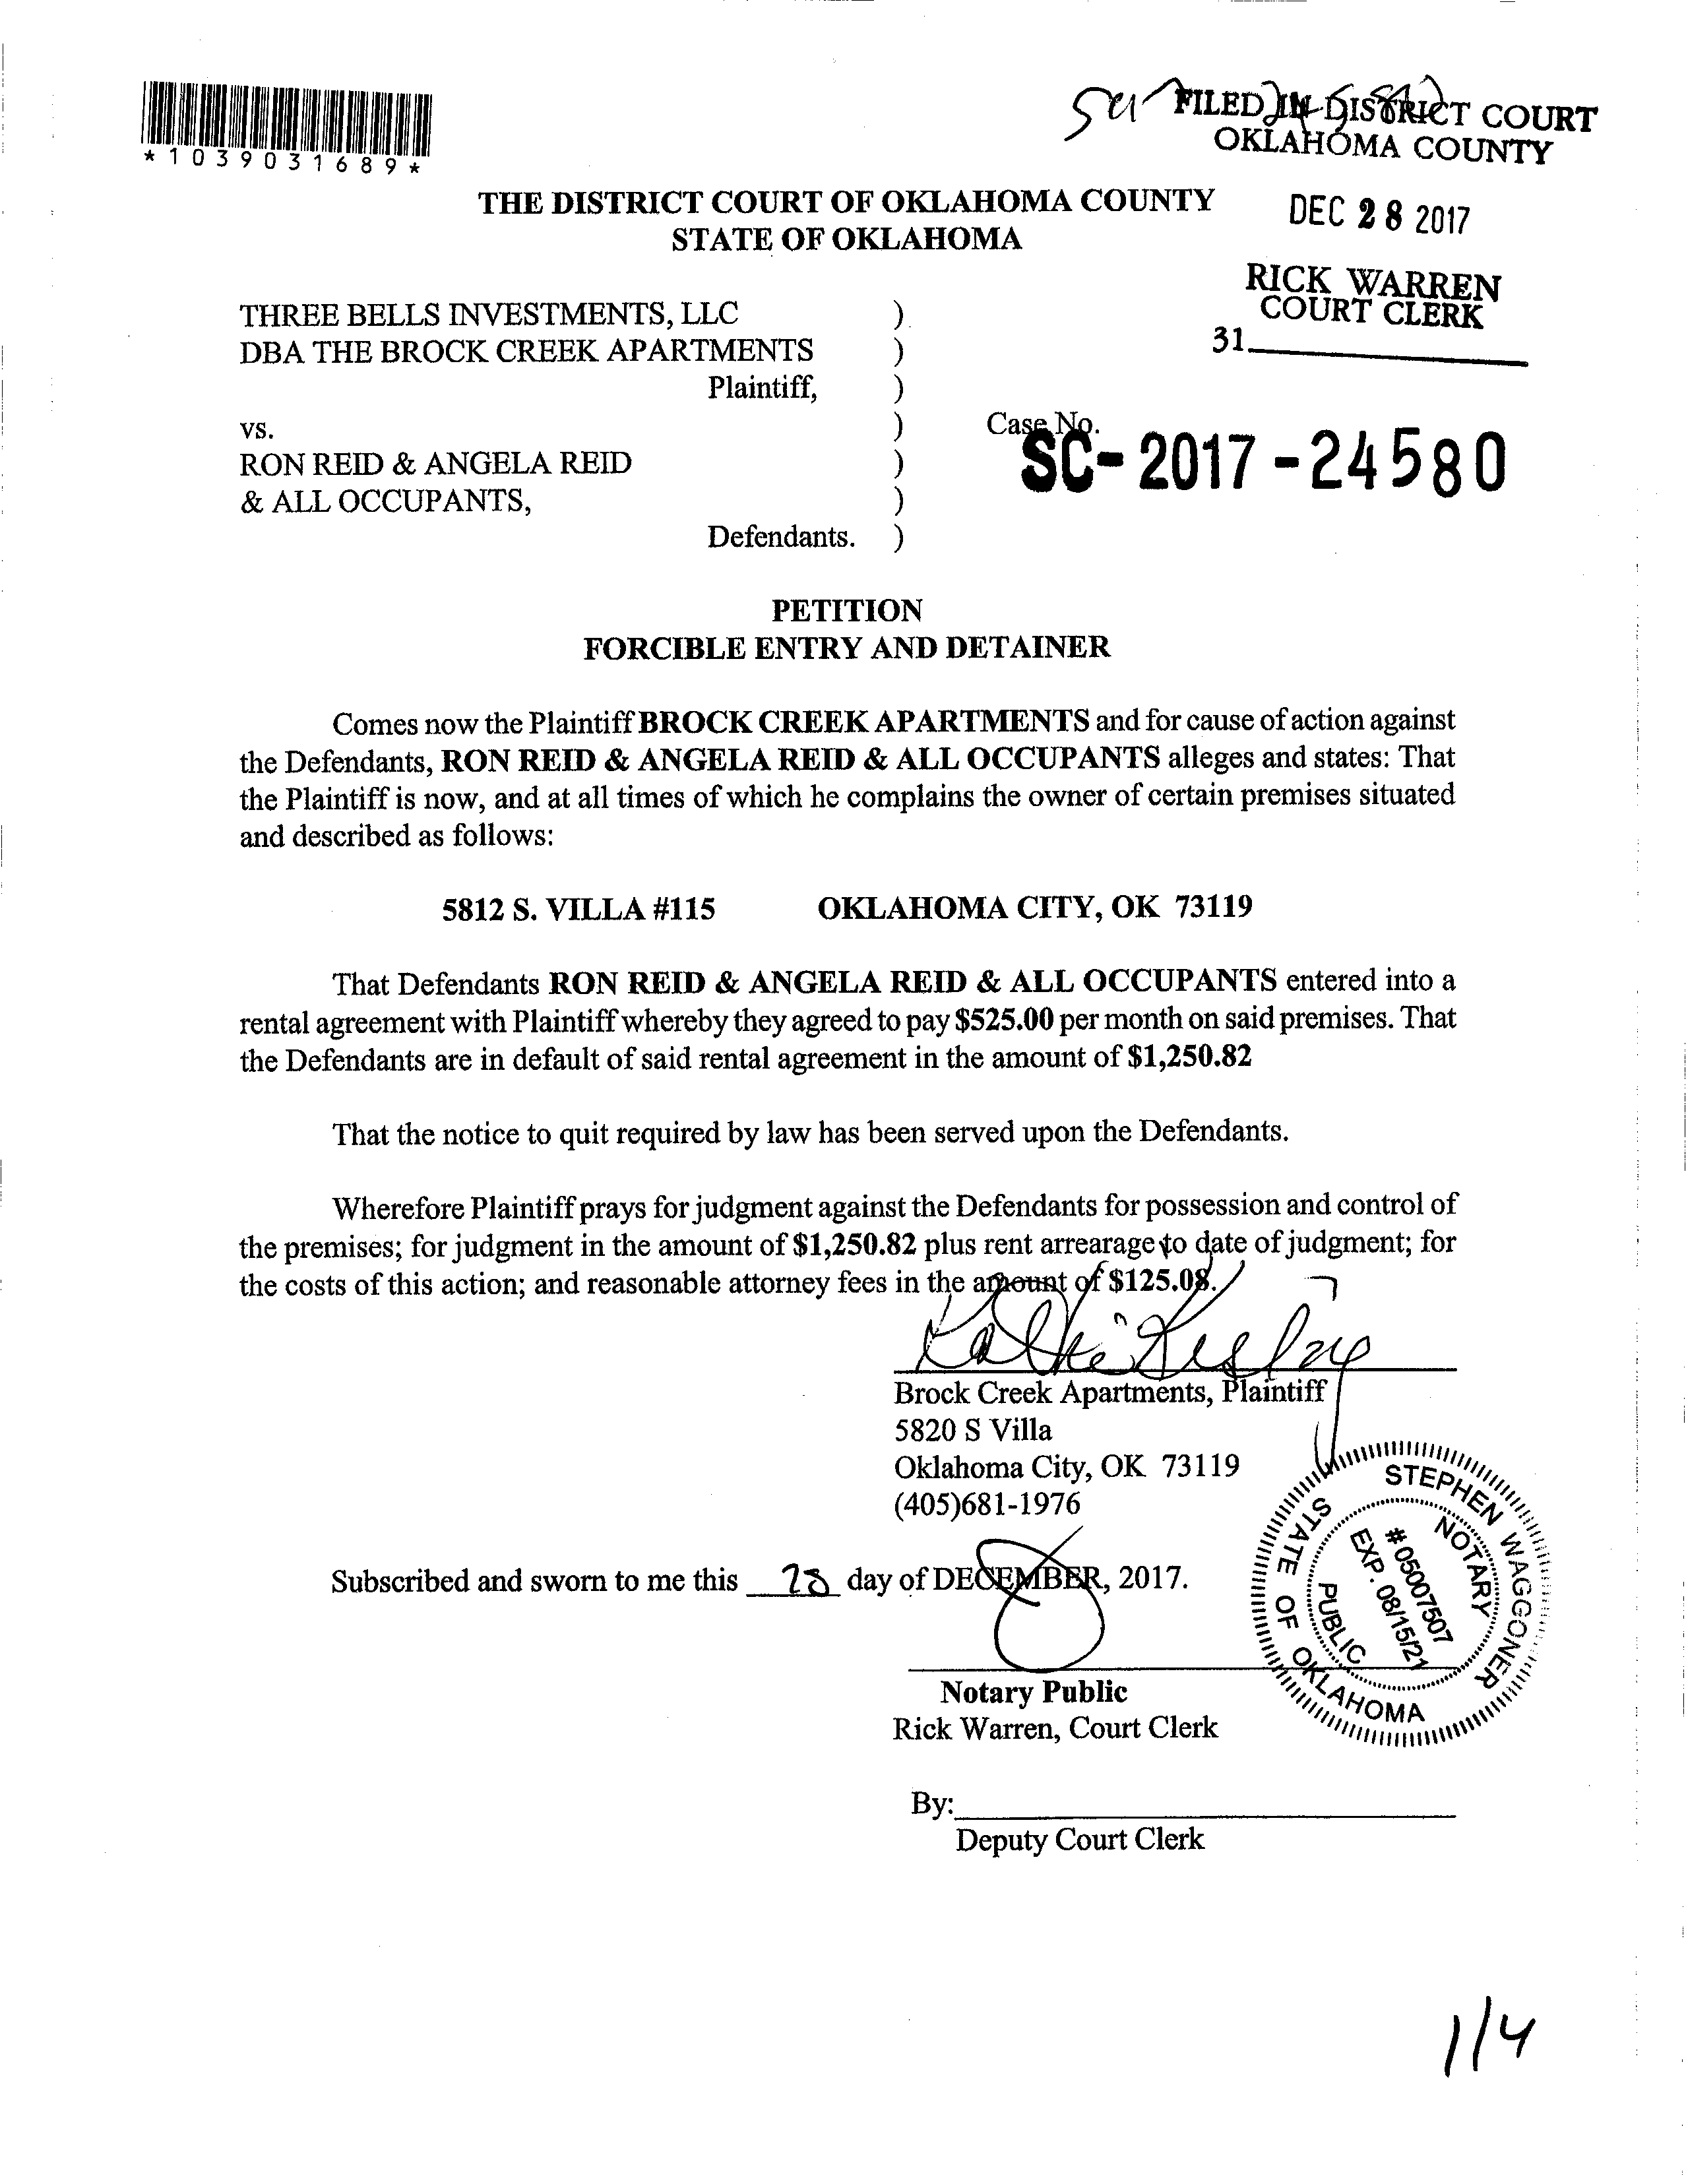 *1039031689*
FILED IN DISTRICT COURT
OKLAHOMA COUNTY
DEC 28 2017
RICK WARREN
COURT CLERK
31
THE DISTRICT COURT OF OKLAHOMA COUNTY
STATE OF OKLAHOMA
THREE BELLS INVESTMENTS, LLC )
DBA THE BROCK CREEK APARTMENTS )
Plaintiff, )
vs. ) Case No.
SC-2017-24580
RON REID & ANGELA REID )
& ALL OCCUPANTS, )
Defendants. )
PETITION
FORCIBLE ENTRY AND DETAINER
Comes now the Plaintiff BROCK CREEK APARTMENTS and for cause of action against
the Defendants, RON REID & ANGELA REID & ALL OCCUPANTS alleges and states: That
the Plaintiff is now, and at all times of which he complains the owner of certain premises situated
and described as follows:
5812 S. VILLA #115 OKLAHOMA CITY, OK 73119
That Defendants RON REID & ANGELA REID & ALL OCCUPANTS entered into a
rental agreement with Plaintiff whereby they agreed to pay $525.00 per month on said premises. That
the Defendants are in default of said rental agreement in the amount of $1,250.82
That the notice to quit required by law has been served upon the Defendants.
Wherefore Plaintiff prays for judgment against the Defendants for possession and control of
the premises; for judgment in the amount of $1,250.82 plus rent arrearage to date of judgment; for
the costs of this action; and reasonable attorney fees in the amount of $125.08.
Brock Creek Apartments, Plaintiff
5820 S Villa
Oklahoma City, OK 73119
(405)681-1976
Subscribed and sworn to me this 28 day of DECEMBER, 2017.
STEPHEN WAGGONER
NOTARY
# 05007507
EXP. 08/15/21
PUBLIC
STATE OF OKLAHOMA
Notary Public
Rick Warren, Court Clerk
By:
Deputy Court Clerk
1/4